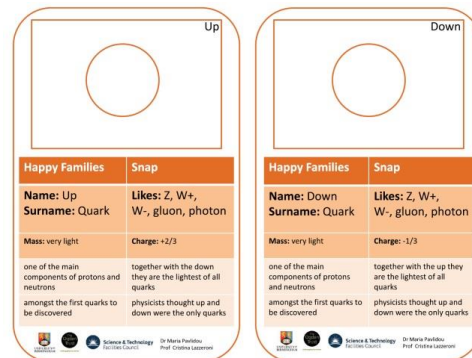 Up
Happy Families Snap
Name: Up
Surname: Quark
Likes: Z, W+,
W-, gluon, photon
Mass: very light
Charge: +2/3
one of the main
components of protons and
neutrons
together with the down
they are the lightest of all
quarks
amongst the first quarks to
be discovered
physicists thought up and
down were the only quarks
Science & Technology
Facilities Council
Dr Maria Pavlidou
Prof Cristina Lazzeroni
Down
Happy Families Snap
Name: Down
Surname: Quark
Likes: Z, W+,
W-, gluon, photon
Mass: very light
Charge: -1/3
one of the main
components of protons and
neutrons
together with the up they
are the lightest of all
quarks
amongst the first quarks to
be discovered
physicists thought up and
down were the only quarks
Science & Technology
Facilities Council
Dr Maria Pavlidou
Prof Cristina Lazzeroni